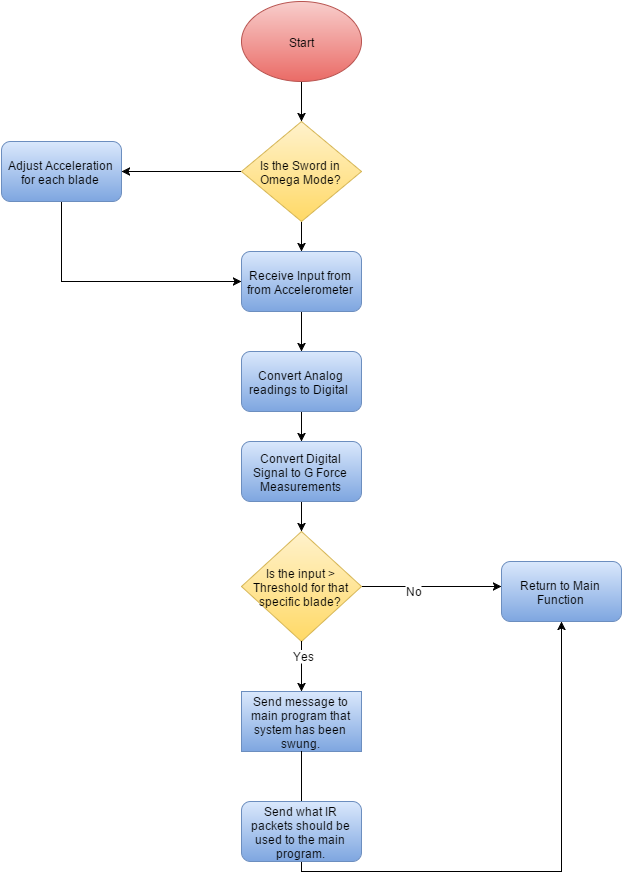 Start
Is the Sword in
Omega Mode?
Adjust Acceleration
for each blade
Receive Input from
from Accelerometer
Convert Analog
readings to Digital
Convert Digital
Signal to G Force
Measurements
Is the input >
Threshold for that
specific blade?
No
Return to Main
Function
Yes
Send message to
main program that
system has been
swung.
Send what IR
packets should be
used to the main
program.